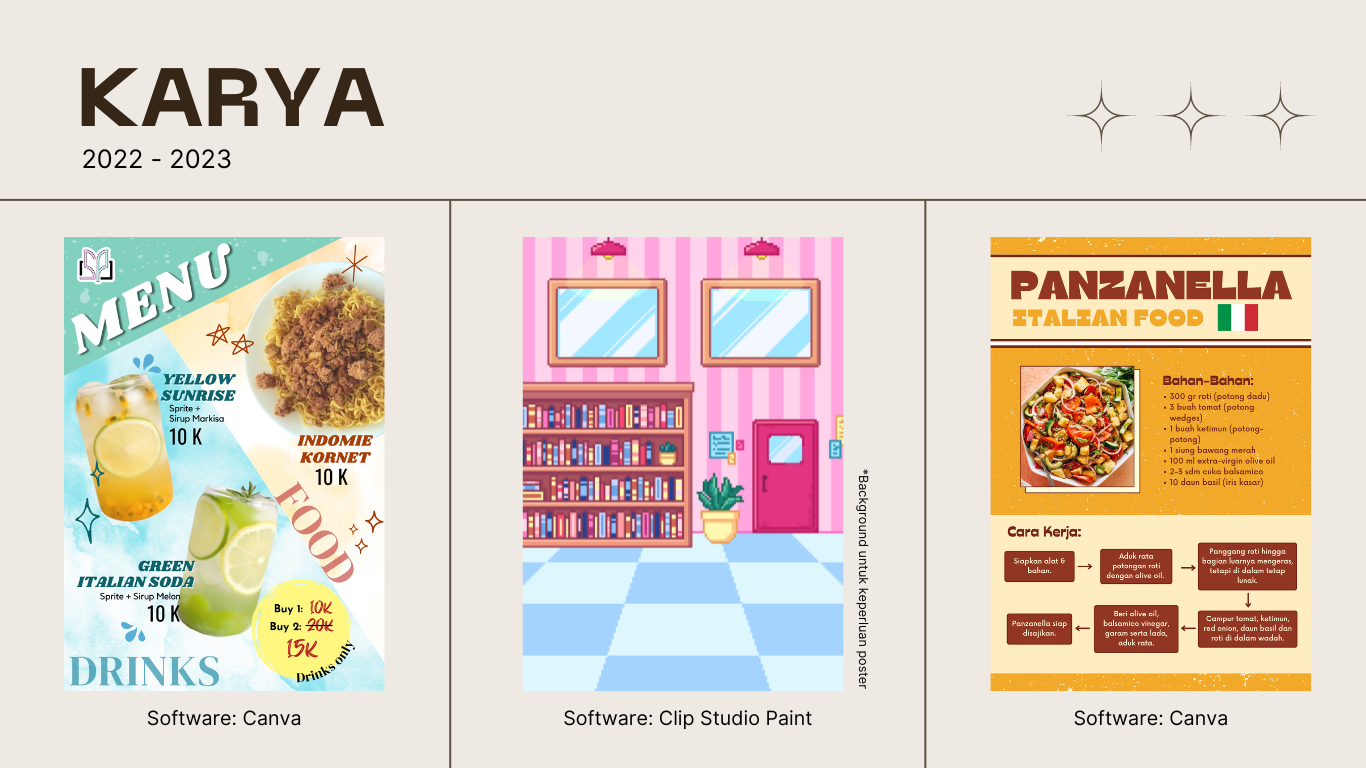 KARYA
2022 - 2023
MENU
YELLOW
SUNRISE
Sprite +
Sirup Markisa
10 K
INDOMIE
KORNET
10 K
FOOD
GREEN
ITALIAN SODA
Sprite + Sirup Melon
10 K
Buy 1: 10K
Buy 2: 20K
15K
Drinks only
DRINKS
Software: Canva
*Background untuk keperluan poster
Software: Clip Studio Paint
PANZANELLA
ITALIAN FOOD
Bahan-Bahan:
• 300 gr roti (potong dadu)
• 3 buah tomat (potong
wedges)
• 1 buah ketimun (potong-
potong)
• 1 siung bawang merah
• 100 ml extra-virgin olive oil
• 2-3 sdm cuka balsamico
• 10 daun basil (iris kasar)
Cara Kerja:
Siapkan alat &
bahan.
Aduk rata
potongan roti
dengan olive oil.
Panggang roti hingga
bagian luarnya mengeras,
tetapi di dalam tetap
lunak.
Campur tomat, ketimun,
red onion, daun basil dan
roti di dalam wadah.
Beri olive oil,
balsamico vinegar,
garam serta lada,
aduk rata.
Panzanella siap
disajikan.
Software: Canva